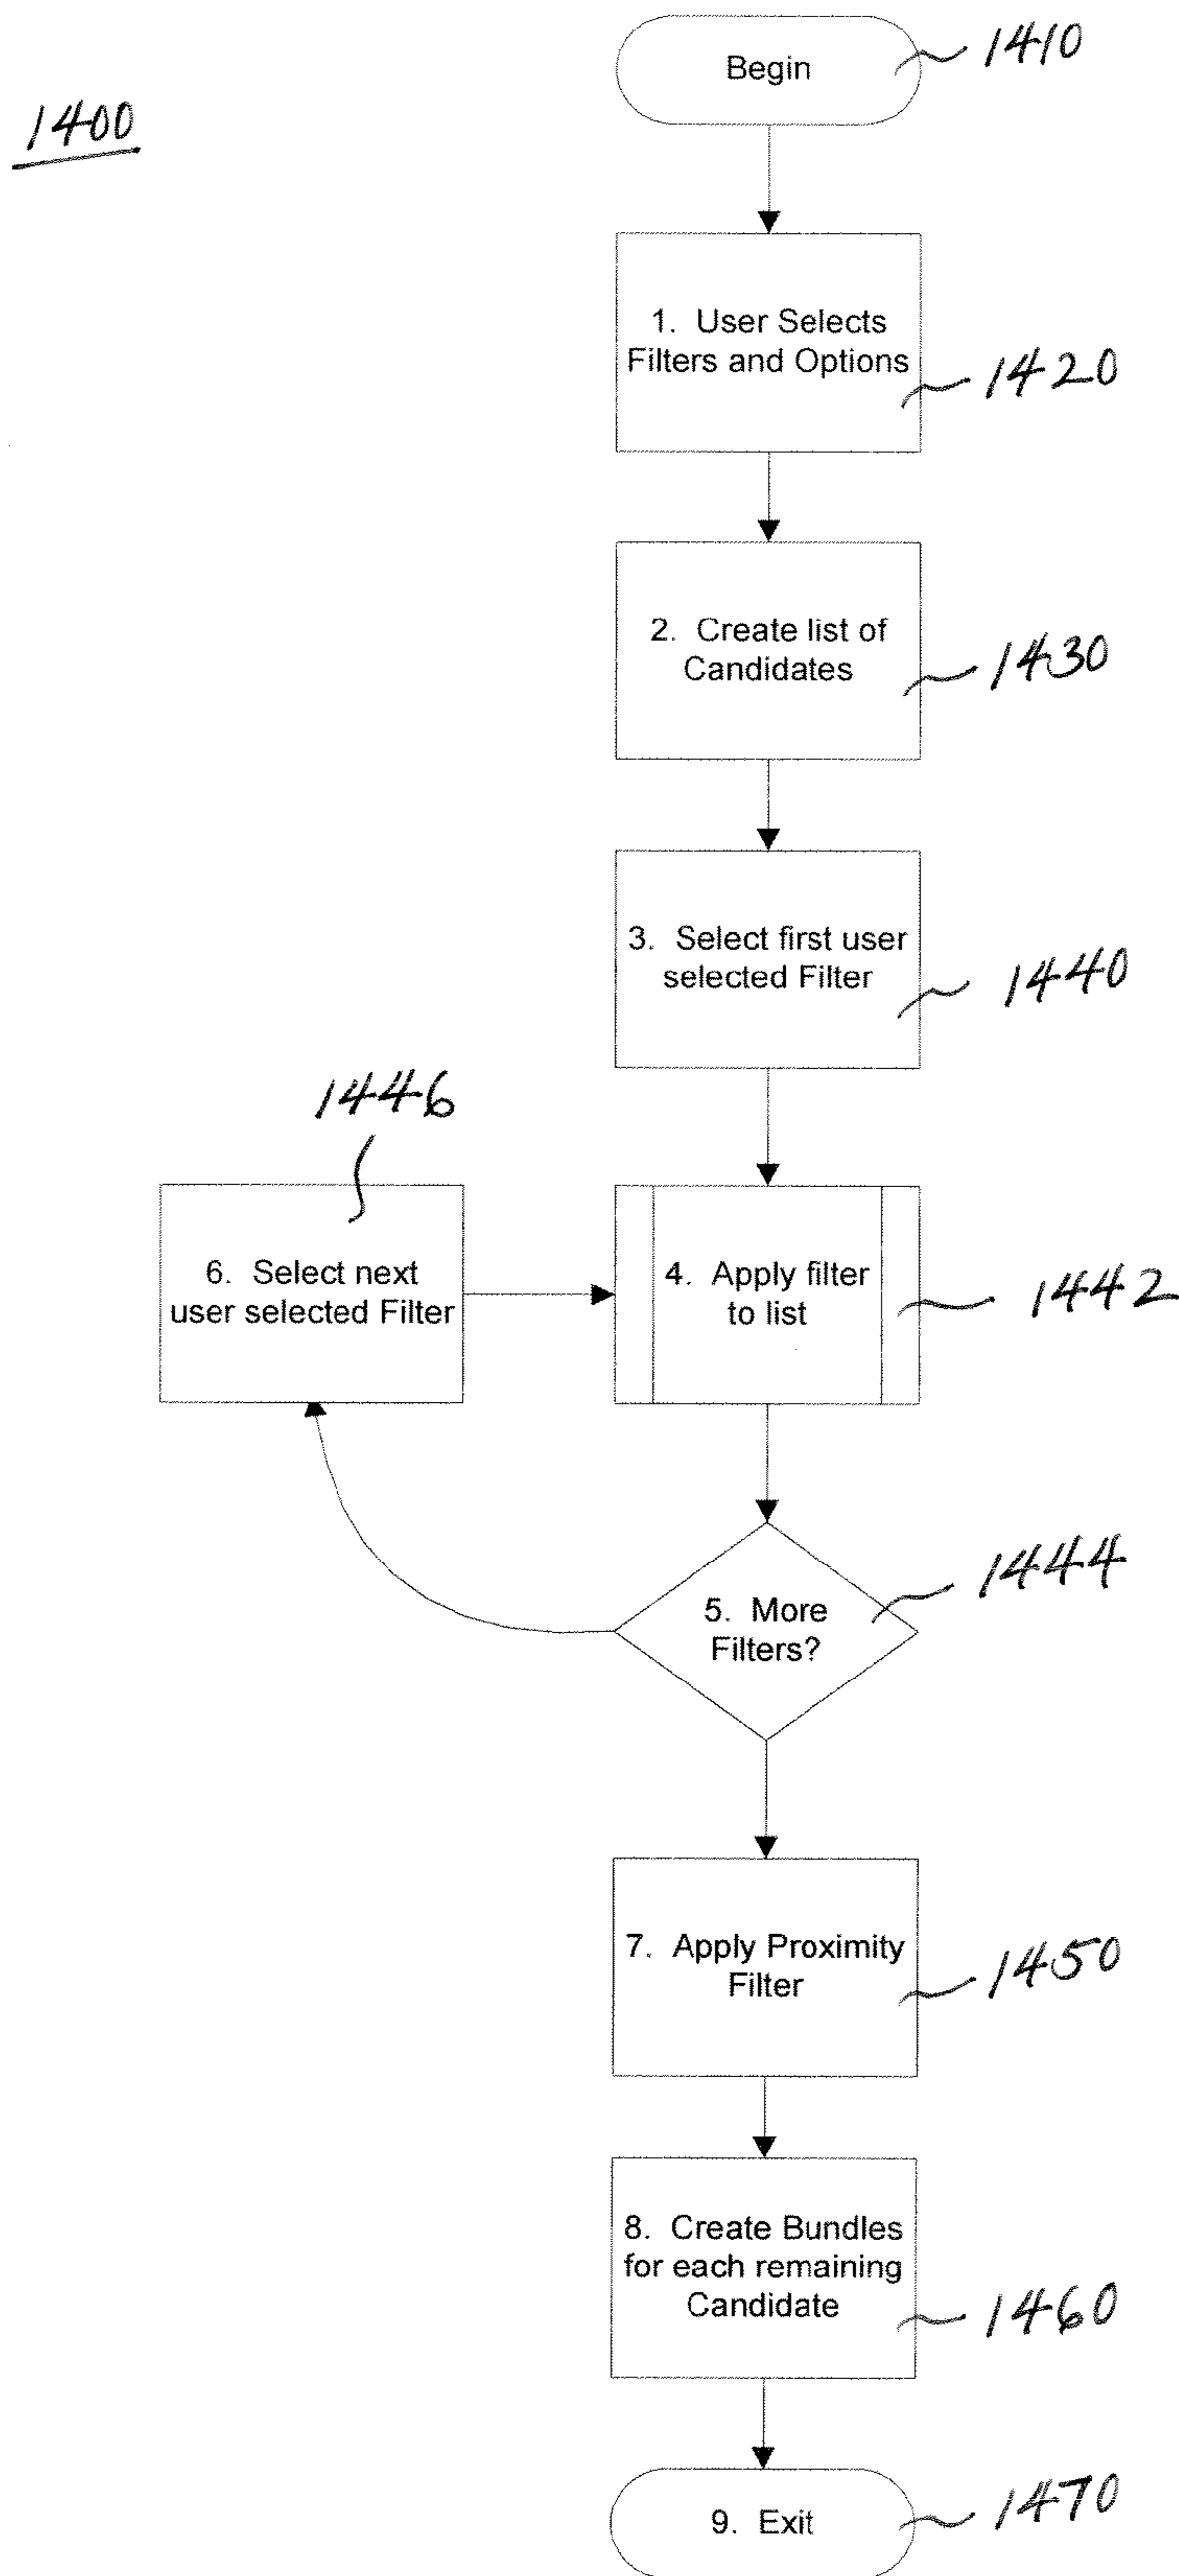 1400
Begin
1410
1. User Selects
Filters and Options
1420
2. Create list of
Candidates
1430
3. Select first user
selected Filter
1440
1446
6. Select next
user selected Filter
4. Apply filter
to list
1442
5. More
Filters?
1444
7. Apply Proximity
Filter
1450
8. Create Bundles
for each remaining
Candidate
1460
9. Exit
1470